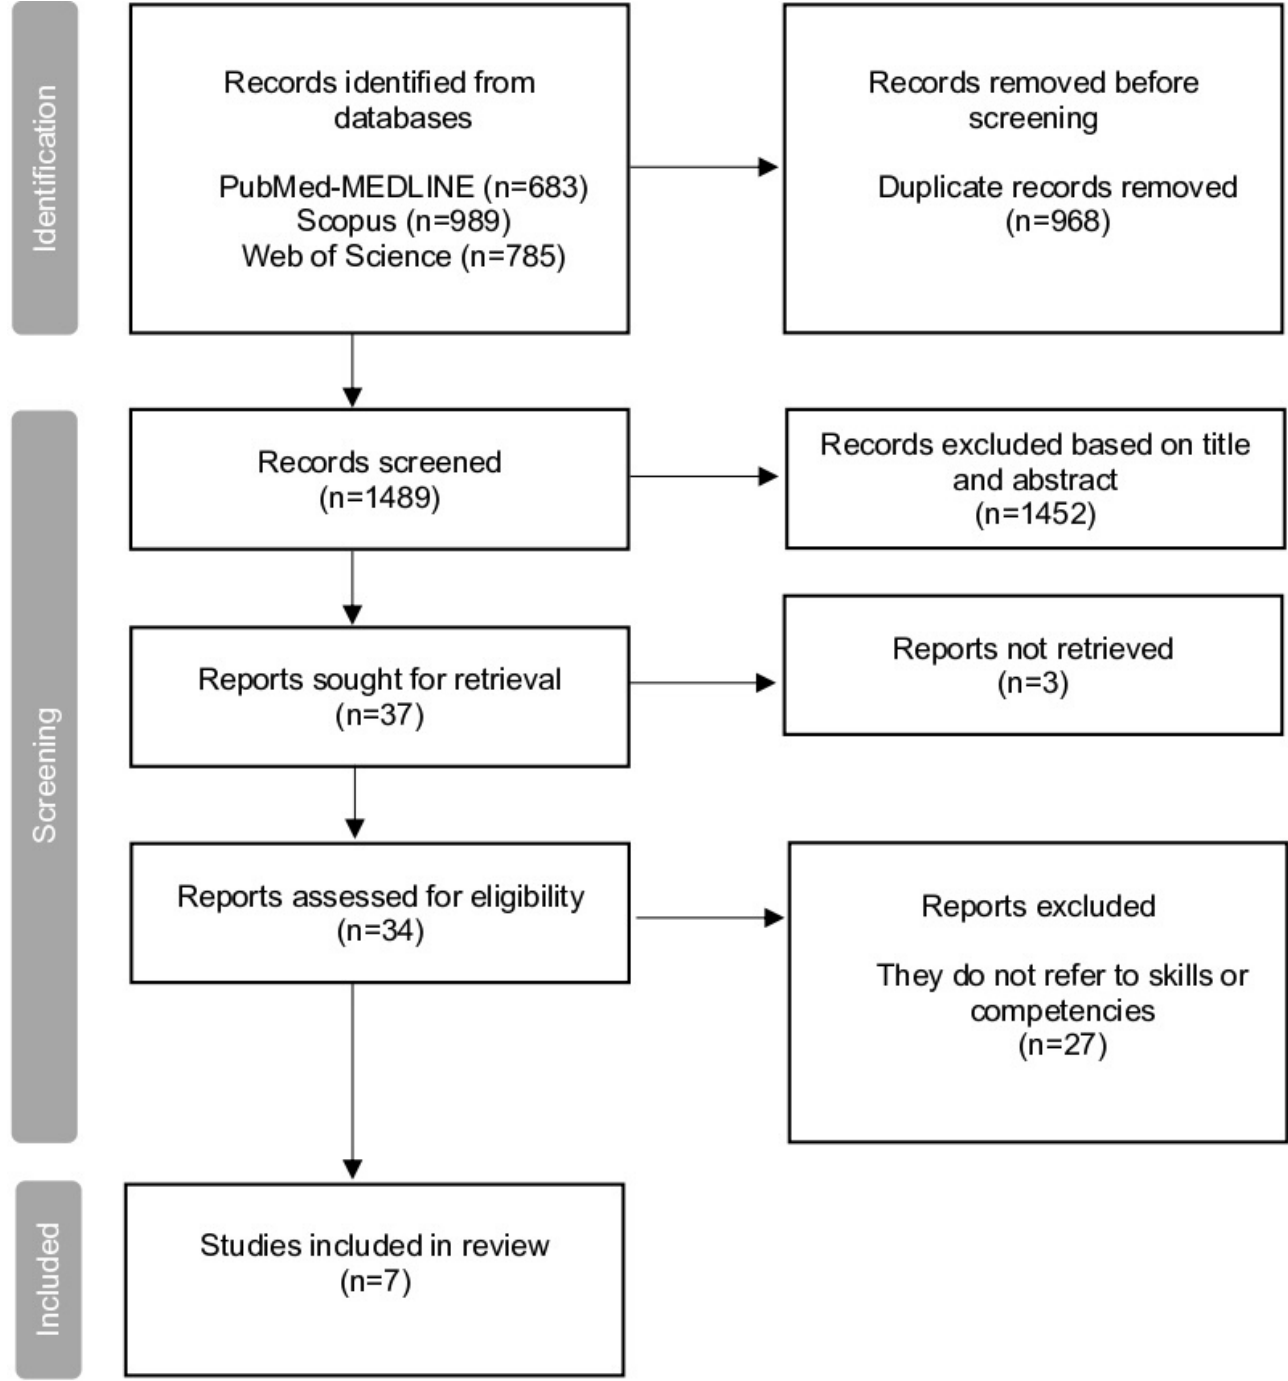 Identification
Records identified from
databases
PubMed-MEDLINE (n=683)
Scopus (n=989)
Web of Science (n=785)
Records removed before
screening
Duplicate records removed
(n=968)
Screening
Records screened
(n=1489)
Records excluded based on title
and abstract
(n=1452)
Reports sought for retrieval
(n=37)
Reports not retrieved
(n=3)
Reports assessed for eligibility
(n=34)
Reports excluded
They do not refer to skills or
competencies
(n=27)
Included
Studies included in review
(n=7)